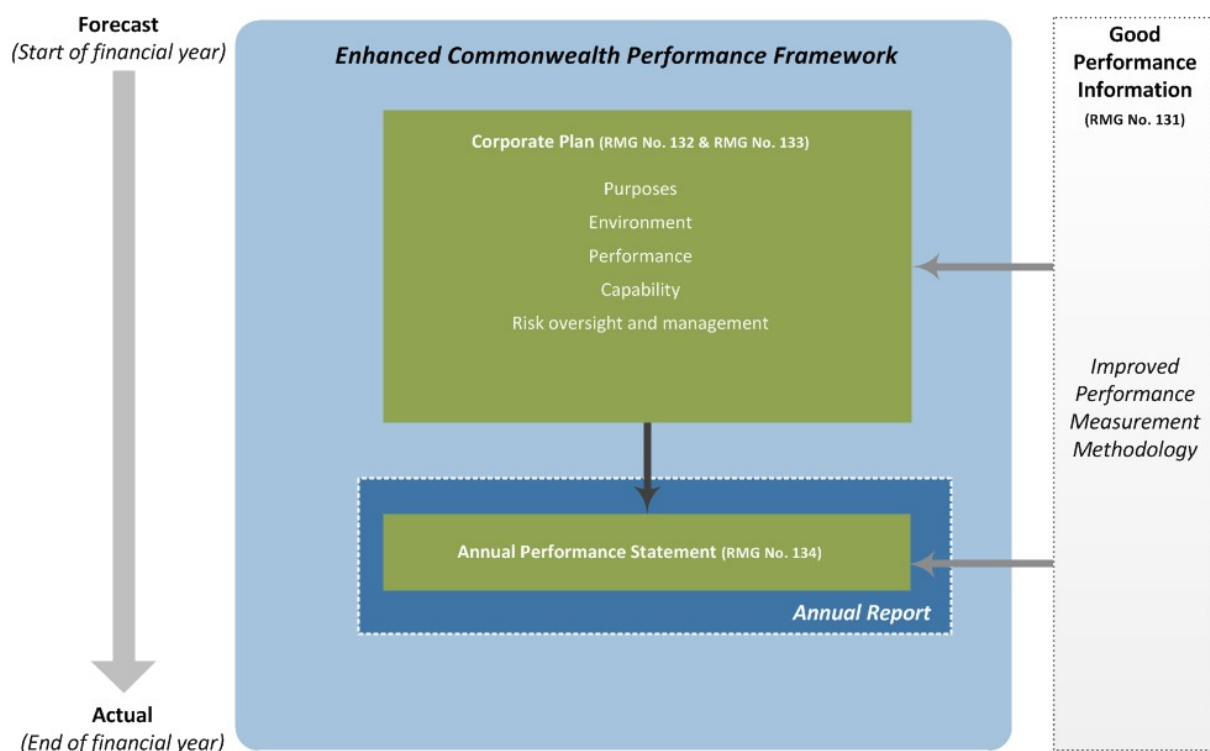 Forecast
(Start of financial year)
Actual
(End of financial year)
Enhanced Commonwealth Performance Framework
Corporate Plan (RMG No. 132 & RMG No. 133)
Purposes
Environment
Performance
Capability
Risk oversight and management
Annual Performance Statement (RMG No. 134)
Annual Report
Good
Performance
Information
(RMG No. 131)
Improved
Performance
Measurement
Methodology